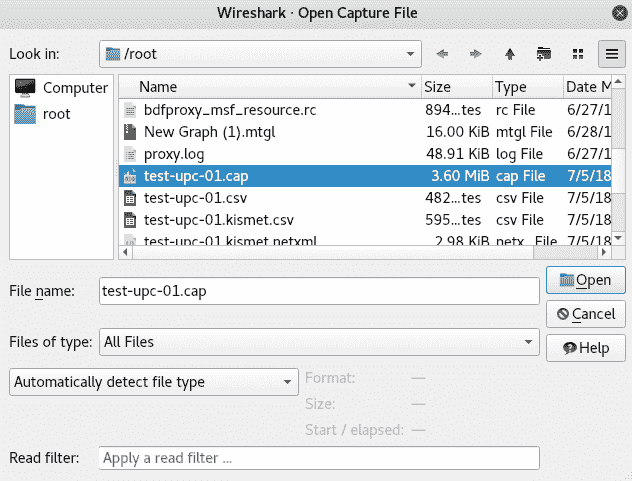 Wireshark · Open Capture File
Look in: /root
Computer
root
Name Size Type Date M
bdfproxy_msf_resource.rc 894...tes rc File 6/27/1
New Graph (1).mtgl 16.00 KiB mtgl File 6/28/1
proxy.log 48.91 KiB log File 6/27/1
test-upc-01.cap 3.60 MiB cap File 7/5/18
test-upc-01.csv 482...tes csv File 7/5/18
test-upc-01.kismet.csv 595...tes csv File 7/5/18
test-upc-01.kismet.netxml 2.98 KiB netx...File 7/5/18
File name: test-upc-01.cap
Open
Files of type: All Files
Cancel
Help
Automatically detect file type
Format: —
Size: —
Start / elapsed: —
Read filter: Apply a read filter ...